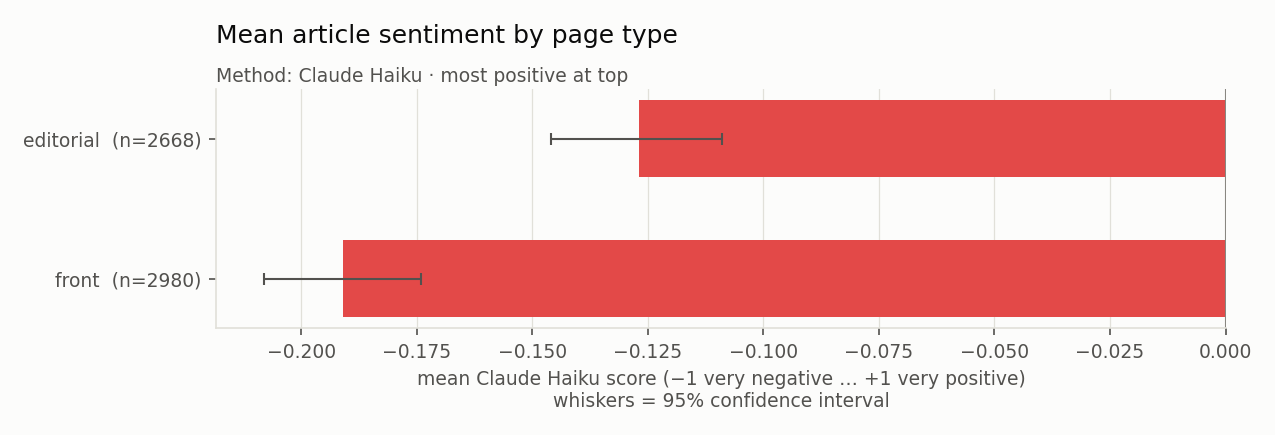 Mean article sentiment by page type
Method: Claude Haiku · most positive at top
editorial  (n=2668)
front  (n=2980)
−0.200 −0.175 −0.150 −0.125 −0.100 −0.075 −0.050 −0.025 0.000
mean Claude Haiku score (−1 very negative … +1 very positive)
whiskers = 95% confidence interval